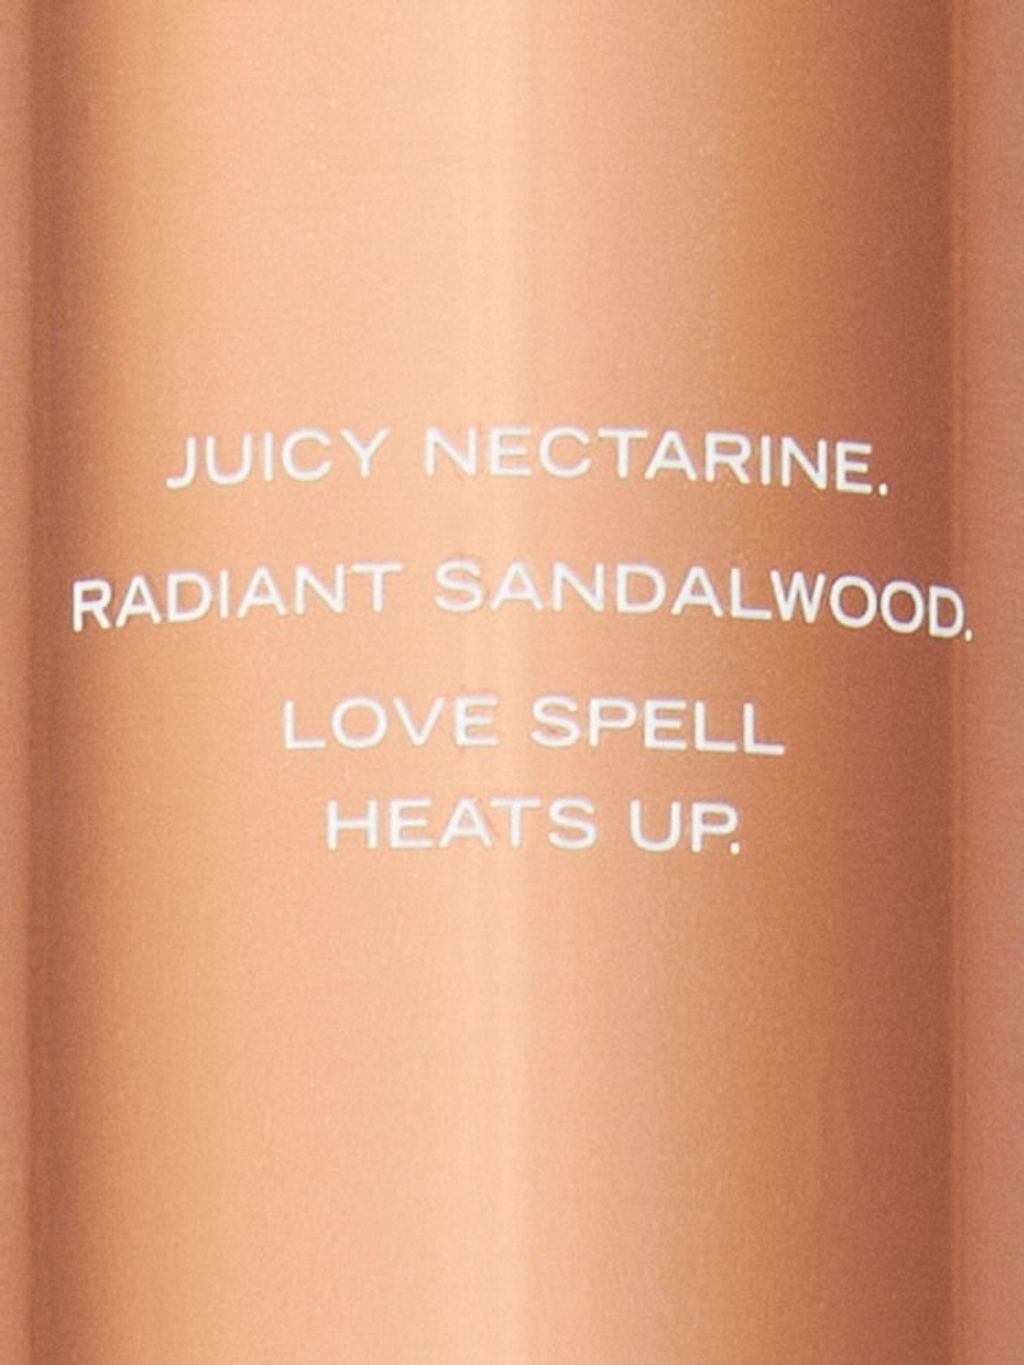 JUICY NECTARINE.
RADIANT SANDALWOOD.
LOVE SPELL
HEATS UP.